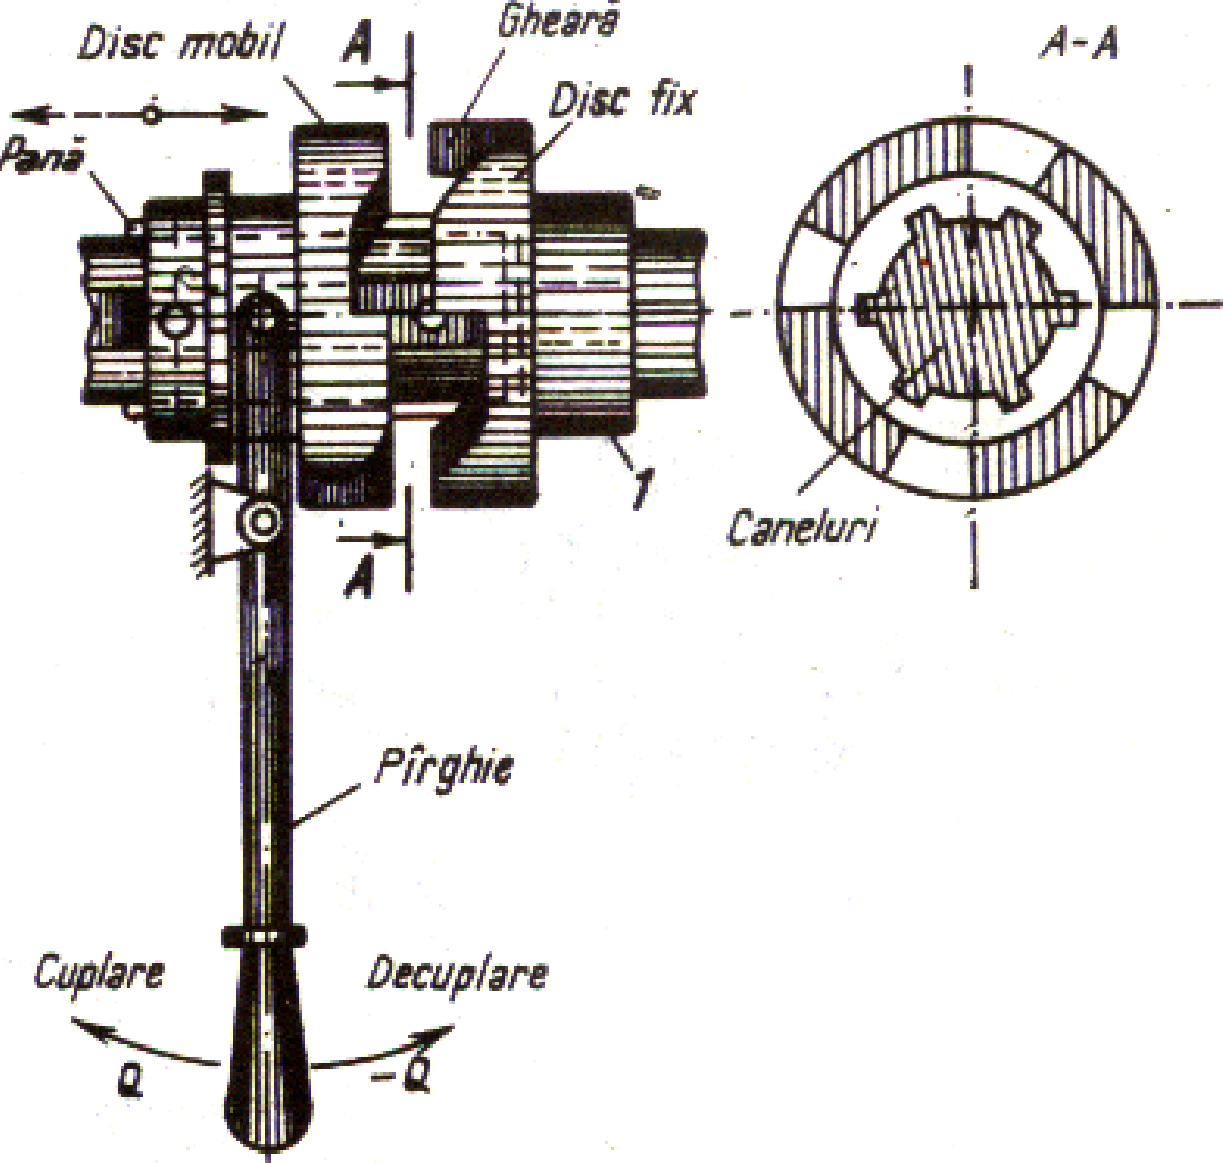 Gheară
Disc mobil
A
A-A
Disc fix
Pană
1
Caneluri
A
Pîrghie
Cuplare
Decuplare
Q
-Q